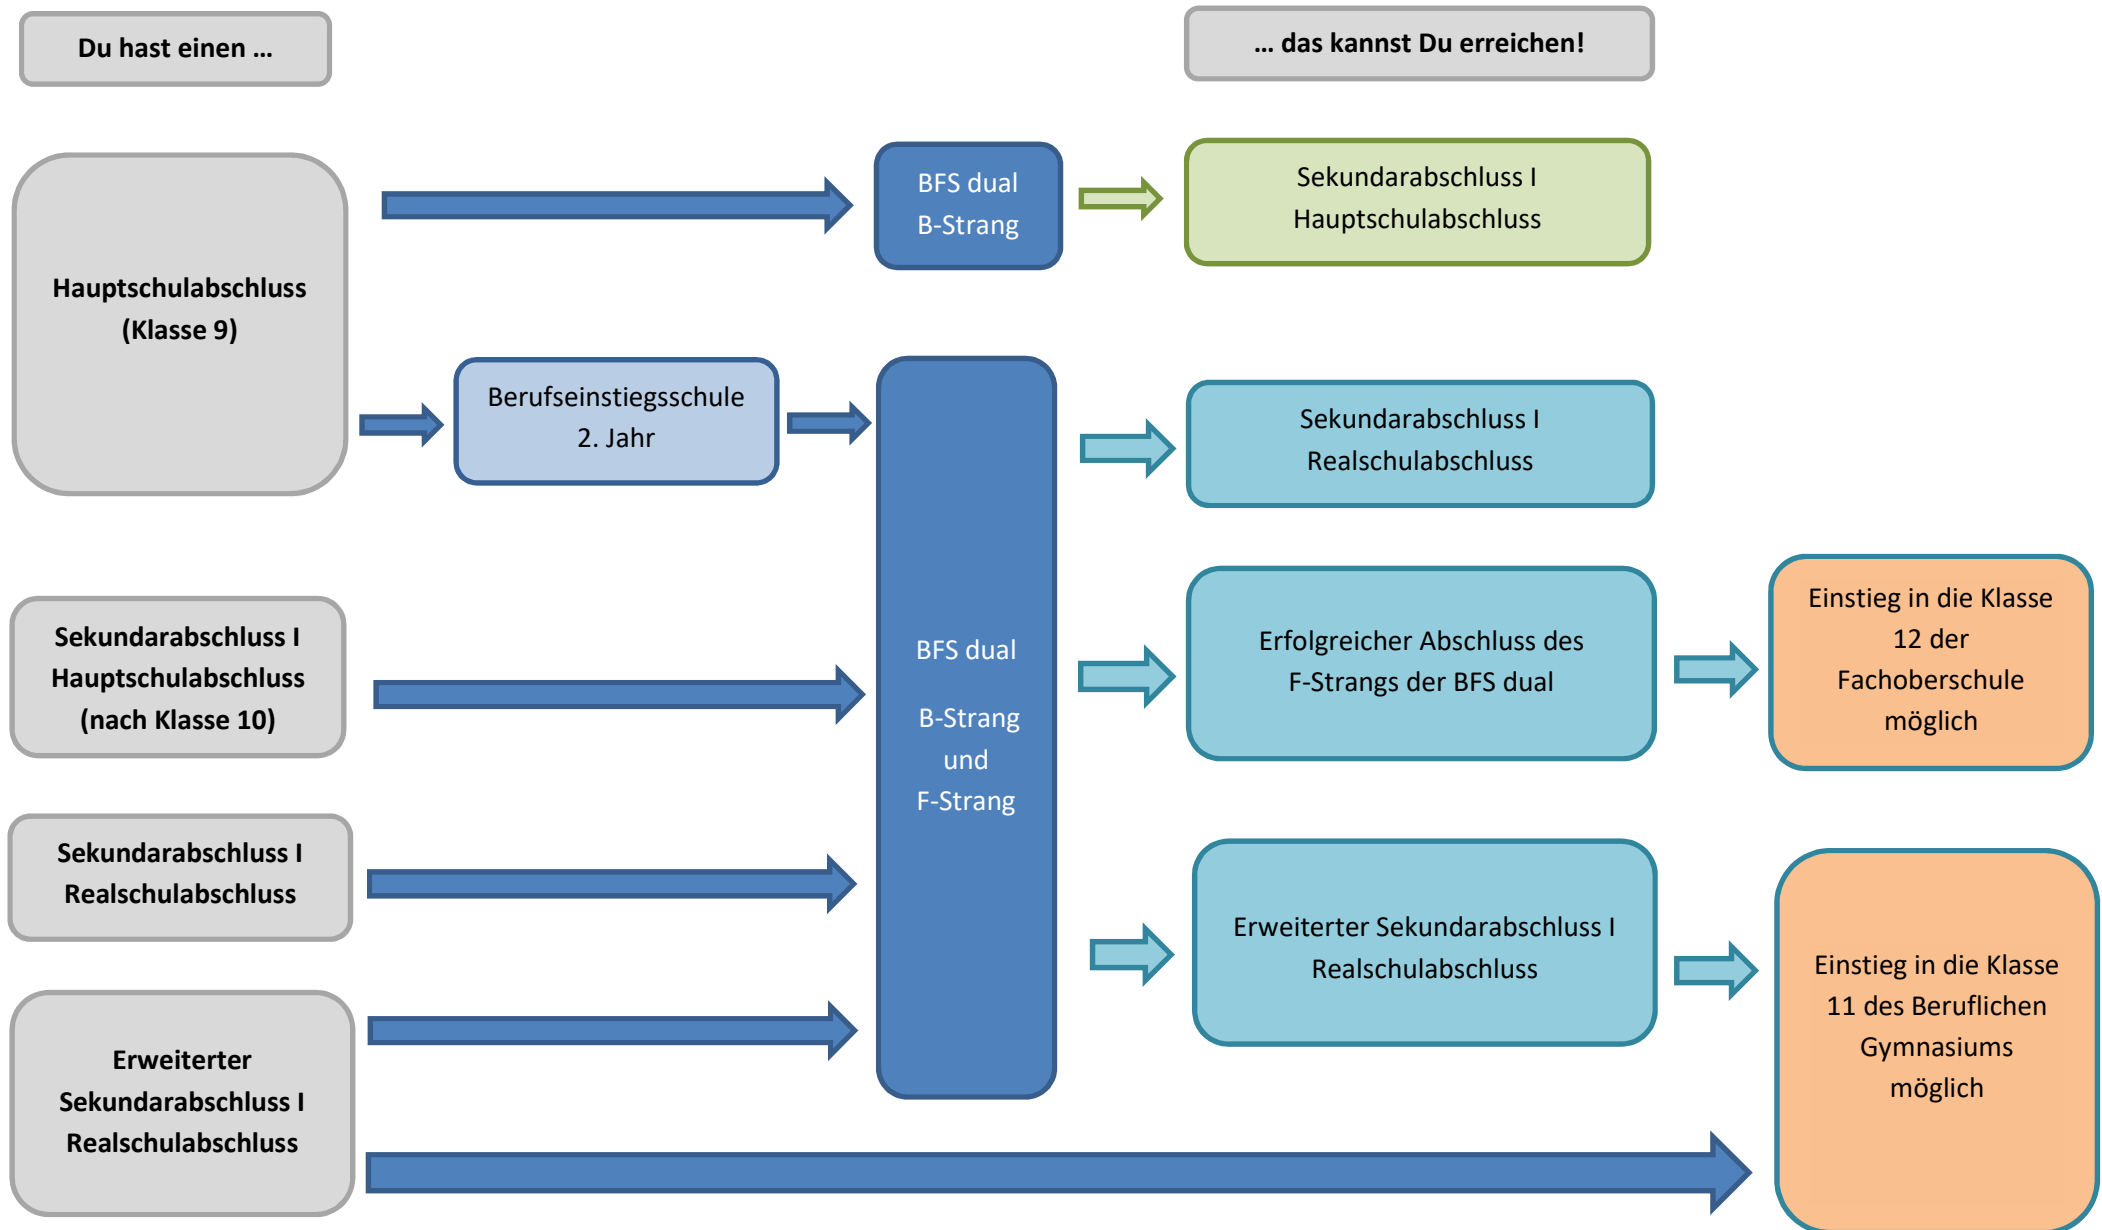 Du hast einen …
… das kannst Du erreichen!
Hauptschulabschluss
(Klasse 9)
BFS dual
B-Strang
Sekundarabschluss I
Hauptschulabschluss
Berufseinstiegsschule
2. Jahr
Sekundarabschluss I
Realschulabschluss
Sekundarabschluss I
Hauptschulabschluss
(nach Klasse 10)
BFS dual
B-Strang
und
F-Strang
Erfolgreicher Abschluss des
F-Strangs der BFS dual
Einstieg in die Klasse
12 der
Fachoberschule
möglich
Sekundarabschluss I
Realschulabschluss
Erweiterter Sekundarabschluss I
Realschulabschluss
Einstieg in die Klasse
11 des Beruflichen
Gymnasiums
möglich
Erweiterter
Sekundarabschluss I
Realschulabschluss